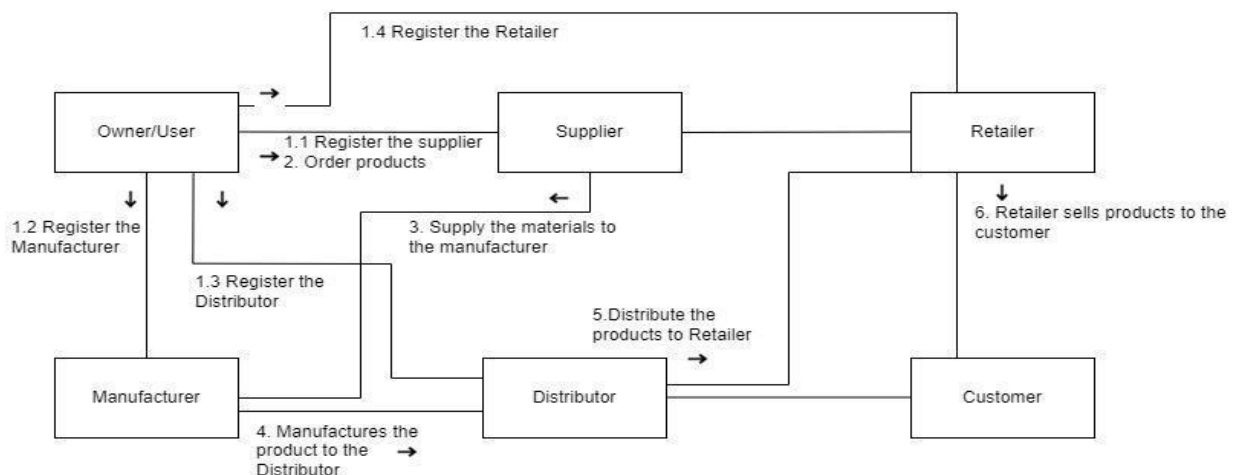 1.4 Register the Retailer
Owner/User
Supplier
Retailer
1.1 Register the supplier
2. Order products
1.2 Register the
Manufacturer
3. Supply the materials to
the manufacturer
6. Retailer sells products to the
customer
1.3 Register the
Distributor
5.Distribute the
products to Retailer
Manufacturer
Distributor
Customer
4. Manufactures the
product to the
Distributor